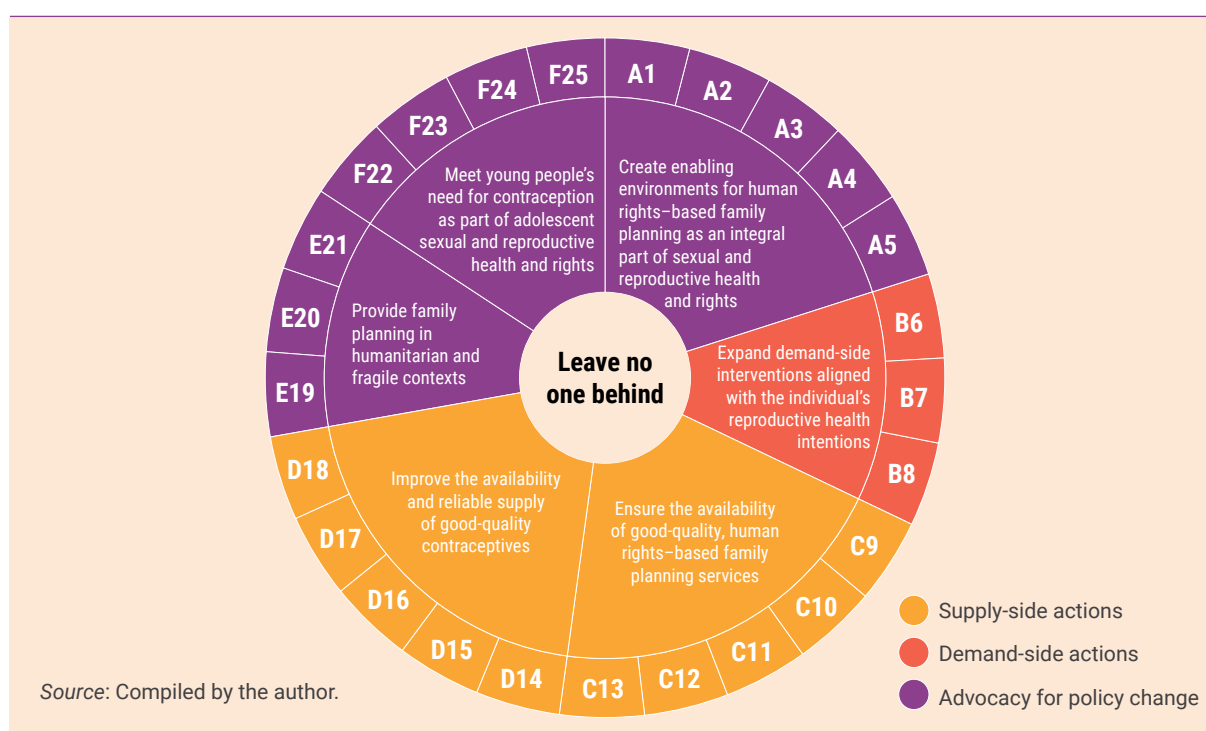 F25
A1
F24
A2
F23
A3
F22
A4
E21
A5
E20
B6
E19
B7
D18
B8
D17
C9
D16
C10
D15
C11
D14
C13
C12
Meet young people's
need for contraception
as part of adolescent
sexual and reproductive
health and rights
Create enabling
environments for human
rights–based family
planning as an integral
part of sexual and
reproductive health
and rights
Provide family
planning in
humanitarian and
fragile contexts
Leave no
one behind
Expand demand-side
interventions aligned
with the individual's
reproductive health
intentions
Improve the availability
and reliable supply
of good-quality
contraceptives
Ensure the availability
of good-quality, human
rights–based family
planning services
Supply-side actions
Demand-side actions
Advocacy for policy change
Source: Compiled by the author.